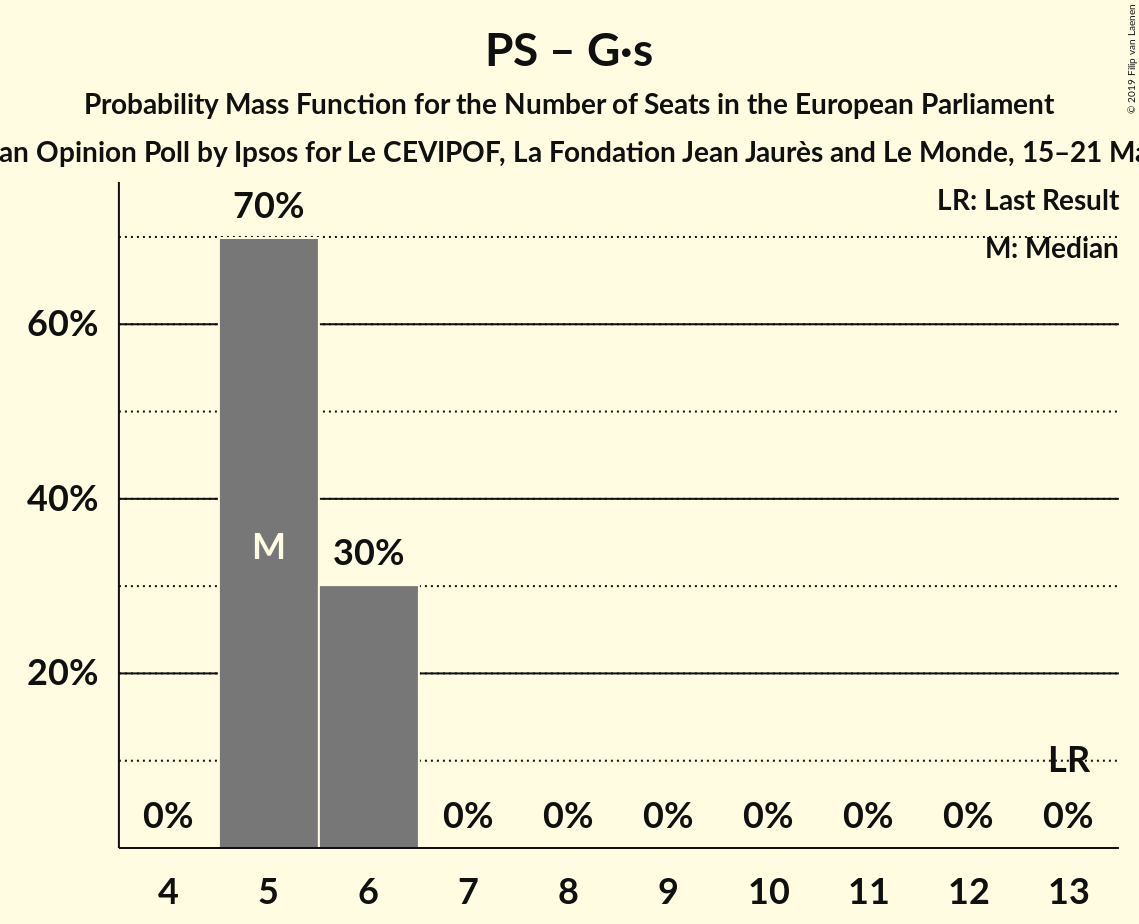 PS – G·s
Probability Mass Function for the Number of Seats in the European Parliament
an Opinion Poll by Ipsos for Le CEVIPOF, La Fondation Jean Jaurès and Le Monde, 15–21 Ma
© 2019 Filip van Laenen
LR: Last Result
M: Median
70%
60%
40%
M
30%
20%
LR
0% 0% 0% 0% 0% 0% 0% 0%
4 5 6 7 8 9 10 11 12 13